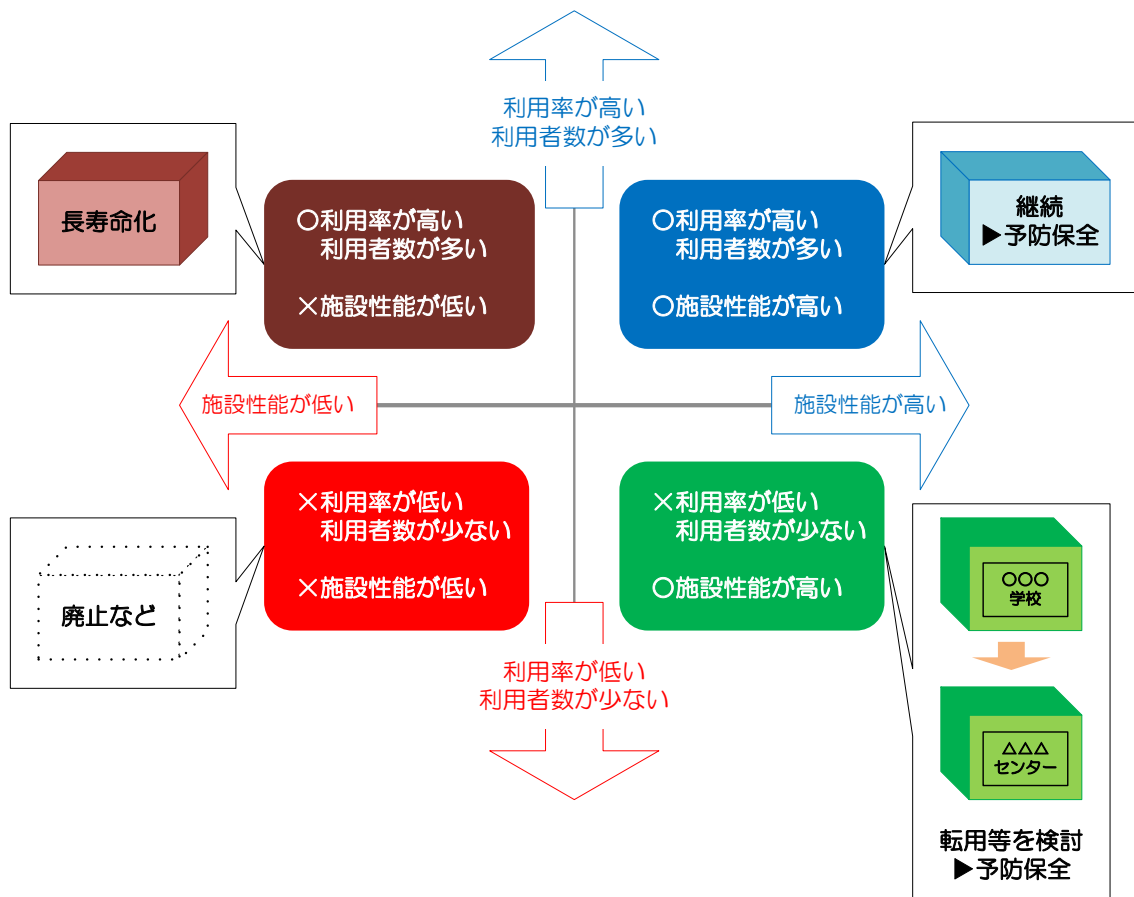 利用率が高い
利用者数が多い
長寿命化
○利用率が高い
利用者数が多い
×施設性能が低い
○利用率が高い
利用者数が多い
○施設性能が高い
継続
▶予防保全
施設性能が低い
施設性能が高い
×利用率が低い
利用者数が少ない
×施設性能が低い
×利用率が低い
利用者数が少ない
○施設性能が高い
廃止など
○○○
学校
利用率が低い
利用者数が少ない
△△△
センター
転用等を検討
▶予防保全